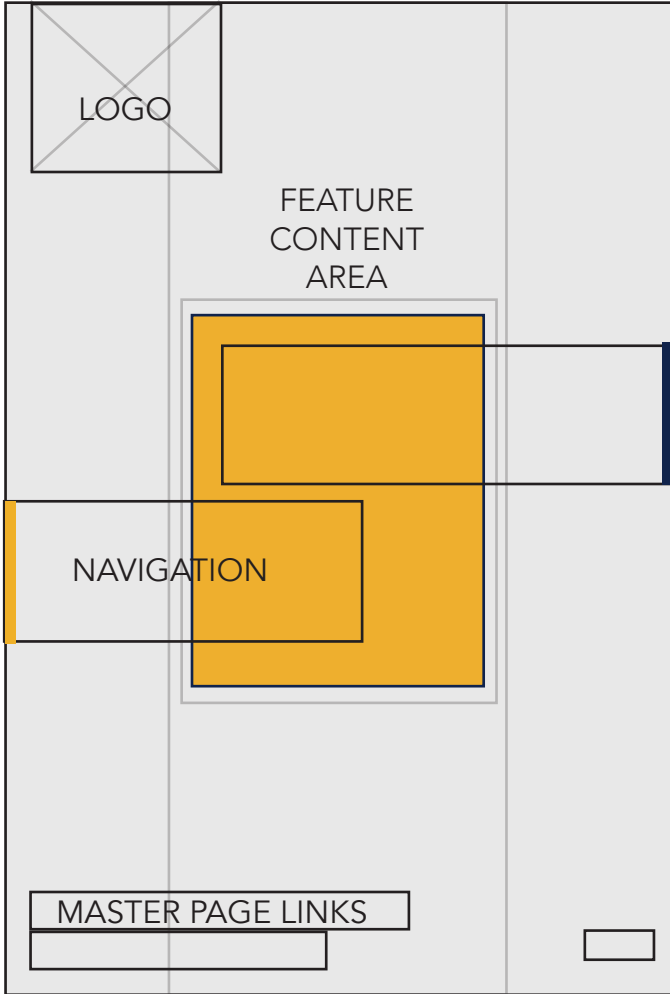 LOGO
FEATURE
CONTENT
AREA
NAVIGATION
MASTER PAGE LINKS